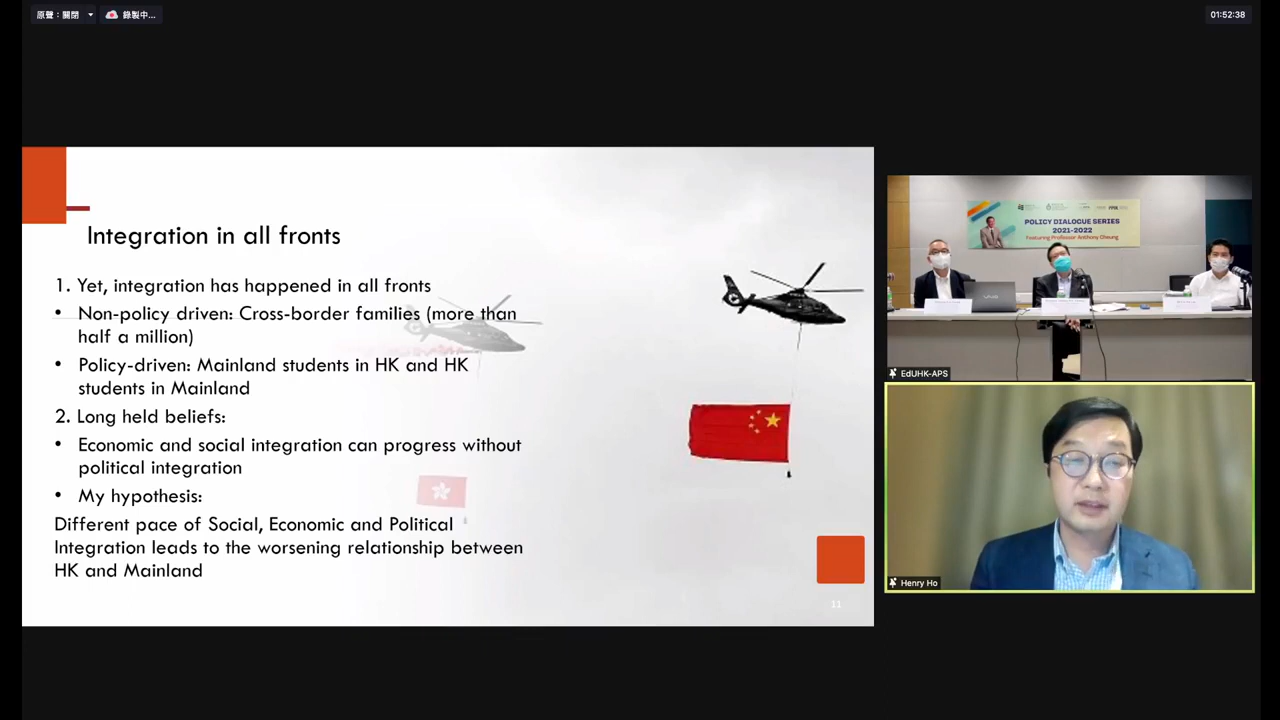 原聲：關閉
錄製中...
01:52:38
Integration in all fronts
1. Yet, integration has happened in all fronts
• Non-policy driven: Cross-border families (more than
half a million)
• Policy-driven: Mainland students in HK and HK
students in Mainland
2. Long held beliefs:
• Economic and social integration can progress without
political integration
• My hypothesis:
Different pace of Social, Economic and Political
Integration leads to the worsening relationship between
HK and Mainland
11
POLICY DIALOGUE SERIES
2021-2022
Featuring Professor Anthony Cheung
VAIO
EdUHK-APS
Henry Ho